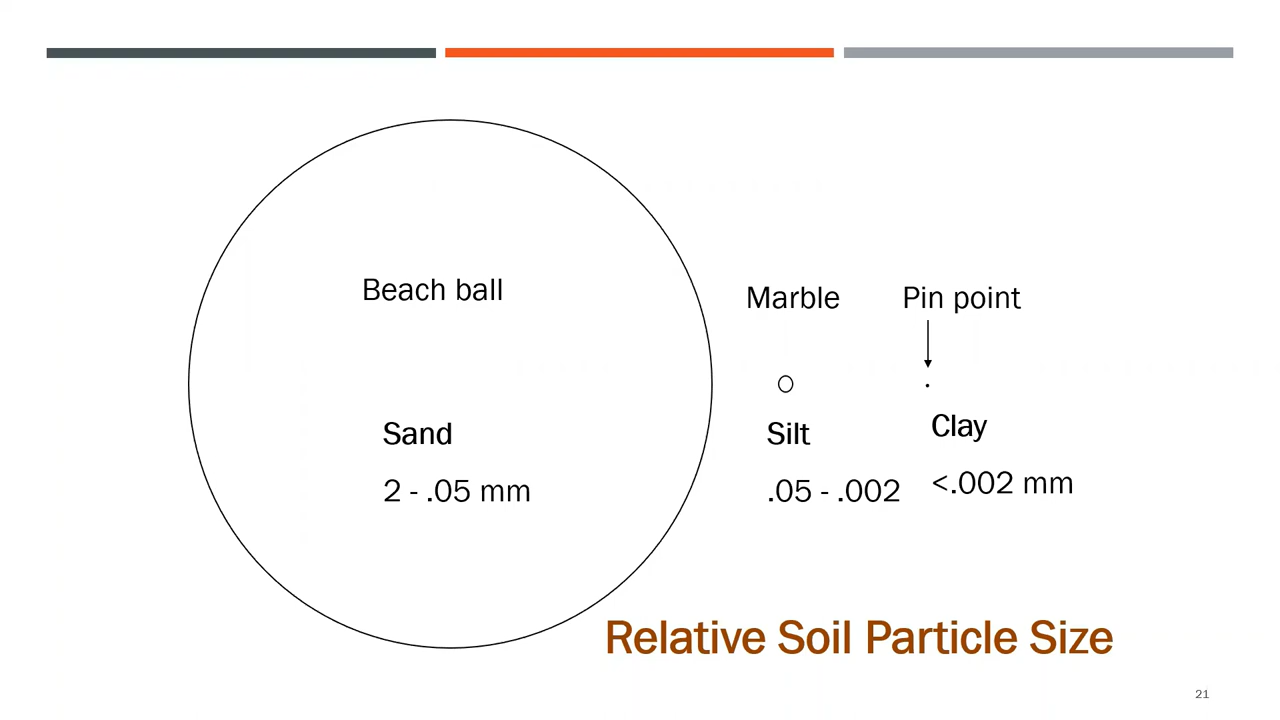 Beach ball
Sand
2 - .05 mm
Marble
Silt
.05 - .002
Pin point
Clay
<.002 mm
Relative Soil Particle Size
21